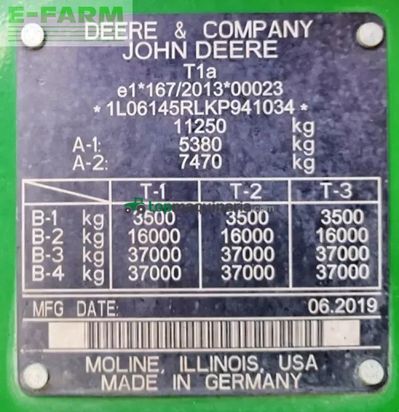 E-FARM
DEERE & COMPANY
JOHN DEERE
T1a
e1*167/2013*00023
*1L06145RLKP941034*
11250 kg
A-1: 5380 kg
A-2: 7470 kg
T-1 T-2 T-3
B-1 kg 3500 3500 3500
topmaquinaria.com
B-2 kg 16000 16000 16000
B-3 kg 37000 37000 37000
B-4 kg 37000 37000 37000
MFG DATE: 06.2019
MOLINE, ILLINOIS, USA
MADE IN GERMANY